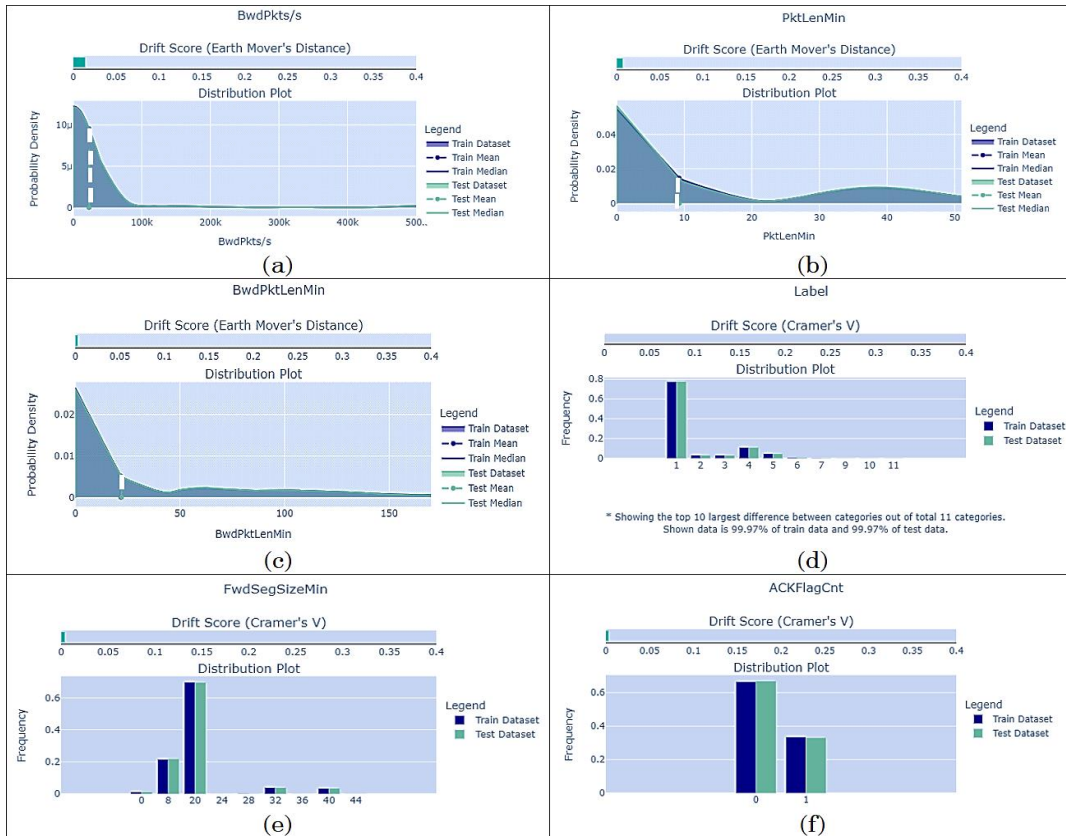 BwdPkts/s
Drift Score (Earth Mover's Distance)
0 0.05 0.1 0.15 0.2 0.25 0.3 0.35 0.4
Distribution Plot
Probability Density
10µ
5µ
0
0 100k 200k 300k 400k 500...
BwdPkts/s
Legend
Train Dataset
Train Mean
Train Median
Test Dataset
Test Mean
Test Median
(a)
PktLenMin
Drift Score (Earth Mover's Distance)
0 0.05 0.1 0.15 0.2 0.25 0.3 0.35 0.4
Distribution Plot
Probability Density
0.04
0.02
0
0 10 20 30 40 50
PktLenMin
Legend
Train Dataset
Train Mean
Train Median
Test Dataset
Test Mean
Test Median
(b)
BwdPktLenMin
Drift Score (Earth Mover's Distance)
0 0.05 0.1 0.15 0.2 0.25 0.3 0.35 0.4
Distribution Plot
Probability Density
0.02
0.01
0
0 50 100 150
BwdPktLenMin
Legend
Train Dataset
Train Mean
Train Median
Test Dataset
Test Mean
Test Median
(c)
Label
Drift Score (Cramer's V)
0 0.05 0.1 0.15 0.2 0.25 0.3 0.35 0.4
Distribution Plot
Frequency
0.8
0.6
0.4
0.2
0
1 2 3 4 5 6 7 9 10 11
Legend
Train Dataset
Test Dataset
* Showing the top 10 largest difference between categories out of total 11 categories.
Shown data is 99.97% of train data and 99.97% of test data.
(d)
FwdSegSizeMin
Drift Score (Cramer's V)
0 0.05 0.1 0.15 0.2 0.25 0.3 0.35 0.4
Distribution Plot
Frequency
0.6
0.4
0.2
0
0 8 20 24 28 32 36 40 44
Legend
Train Dataset
Test Dataset
(e)
ACKFlagCnt
Drift Score (Cramer's V)
0 0.05 0.1 0.15 0.2 0.25 0.3 0.35 0.4
Distribution Plot
Frequency
0.6
0.4
0.2
0
0 1
Legend
Train Dataset
Test Dataset
(f)